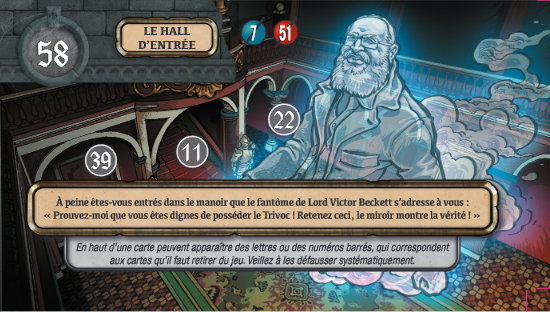 58
LE HALL
D'ENTRÉE
7
51
22
11
39
À peine êtes-vous entrés dans le manoir que le fantôme de Lord Victor Beckett s'adresse à vous :
« Prouvez-moi que vous êtes dignes de posséder le Trivoc ! Retenez ceci, le miroir montre la vérité ! »
En haut d'une carte peuvent apparaître des lettres ou des numéros barrés, qui correspondent
aux cartes qu'il faut retirer du jeu. Veillez à les défausser systématiquement.